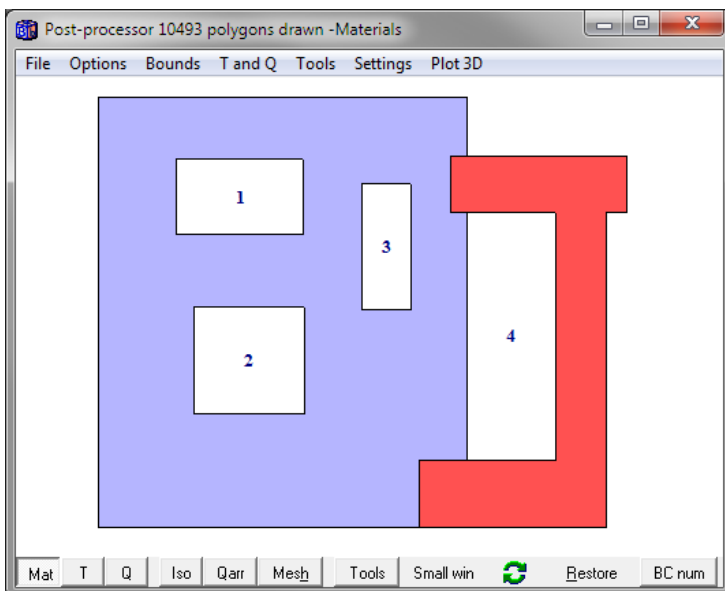 Post-processor 10493 polygons drawn -Materials
File Options Bounds T and Q Tools Settings Plot 3D
1
3
4
2
Mat T Q Iso Qarr Mesh Tools Small win Restore BC num